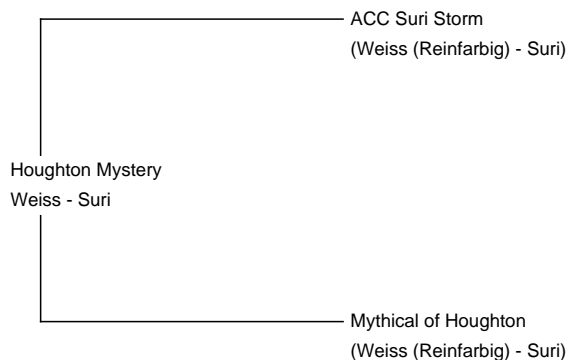 ACC Suri Storm
(Weiss (Reinfarbig) - Suri)
Houghton Mystery
Weiss - Suri
Mythical of Houghton
(Weiss (Reinfarbig) - Suri)